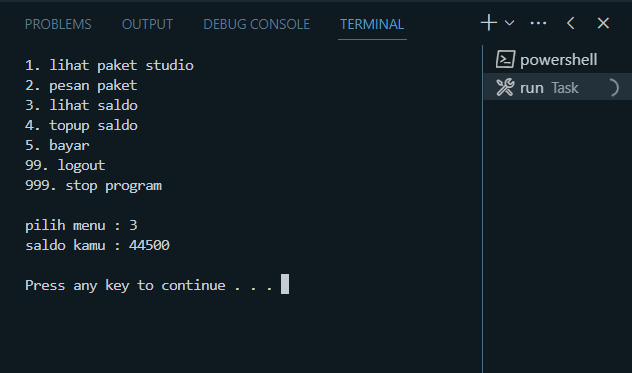 PROBLEMS OUTPUT DEBUG CONSOLE TERMINAL
1. lihat paket studio
2. pesan paket
3. lihat saldo
4. topup saldo
5. bayar
99. logout
999. stop program
pilih menu : 3
saldo kamu : 44500
Press any key to continue . . .
powershell
run Task